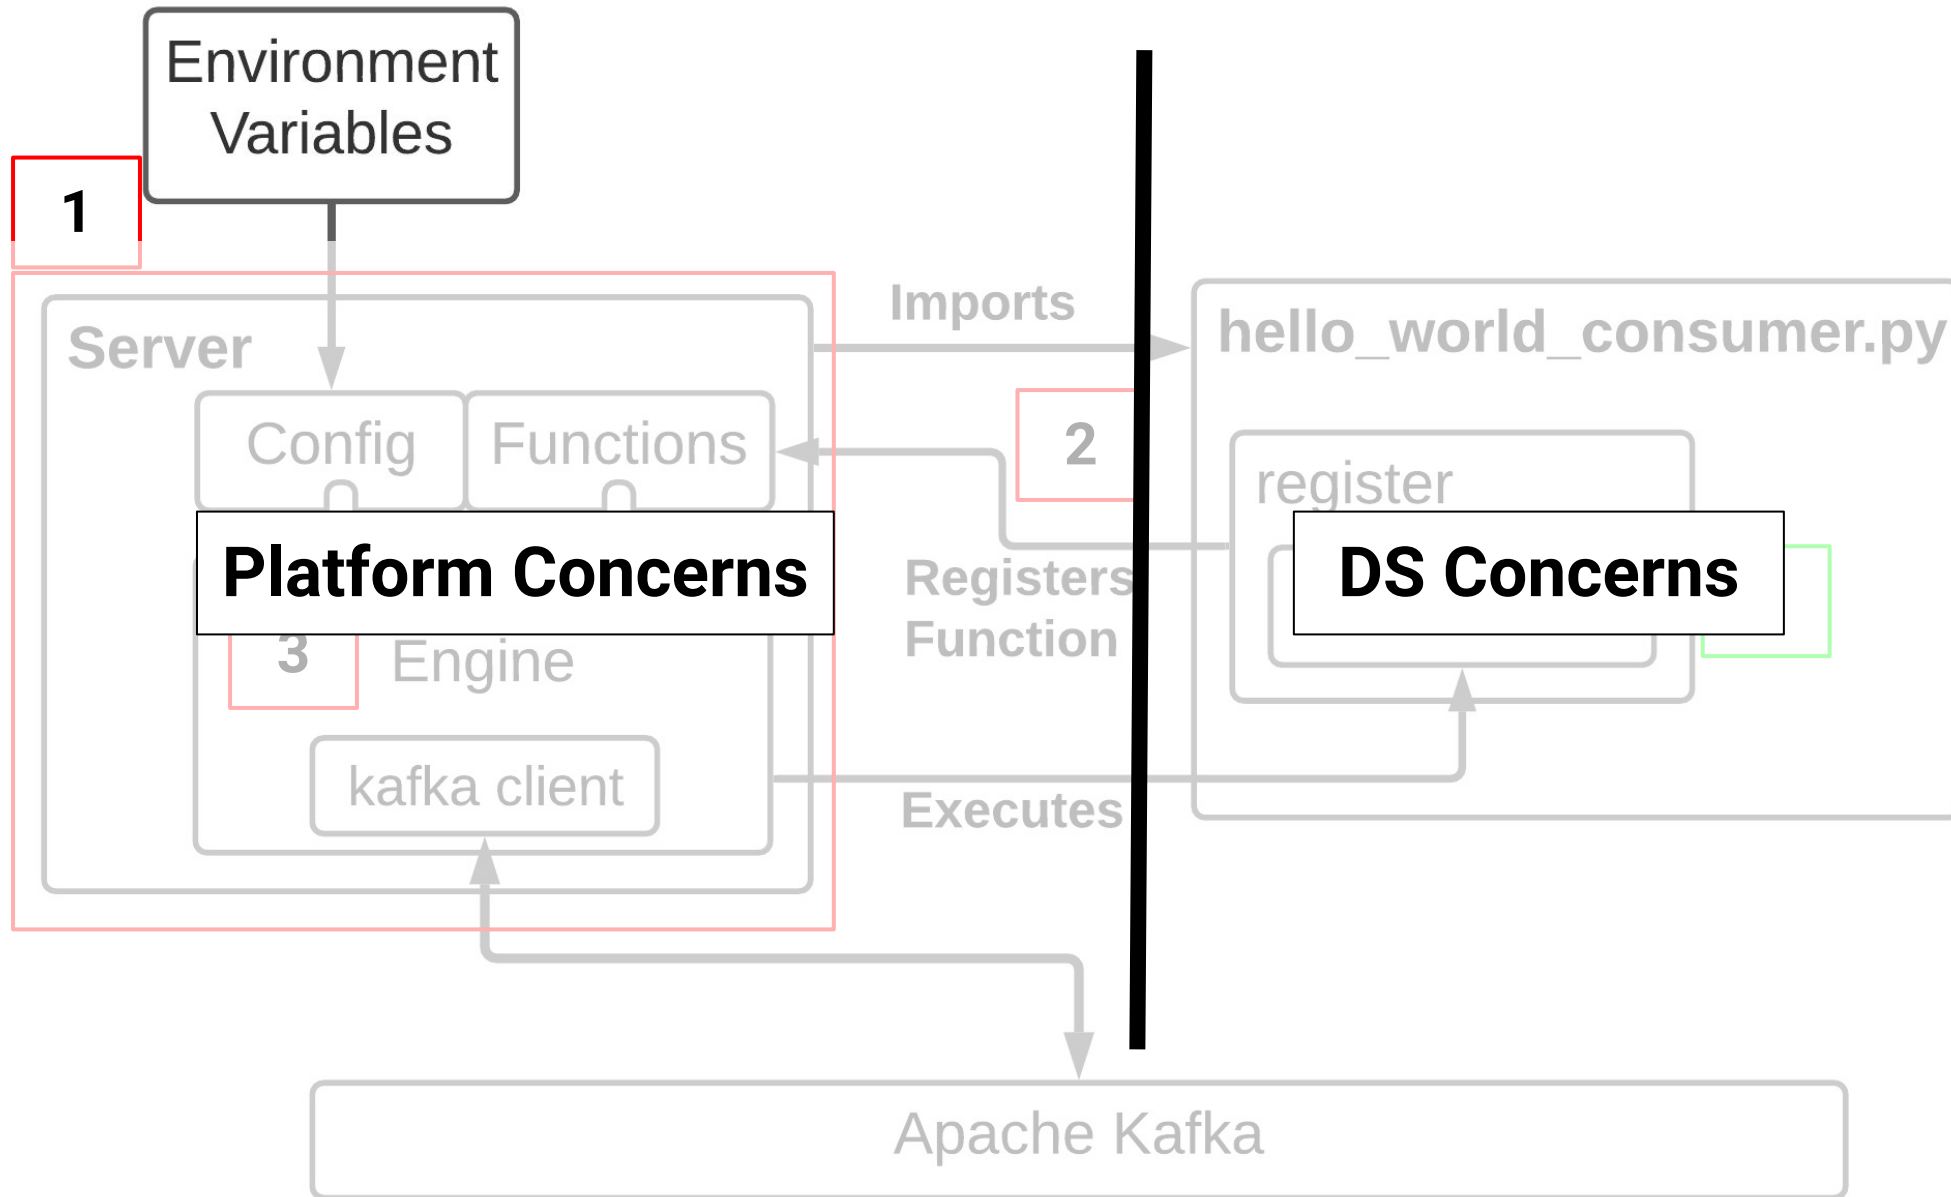 Environment
Variables
1
Imports
Server
hello_world_consumer.py
Config
Functions
2
register
Platform Concerns
DS Concerns
Registers
Function
3
Engine
kafka client
Executes
Apache Kafka